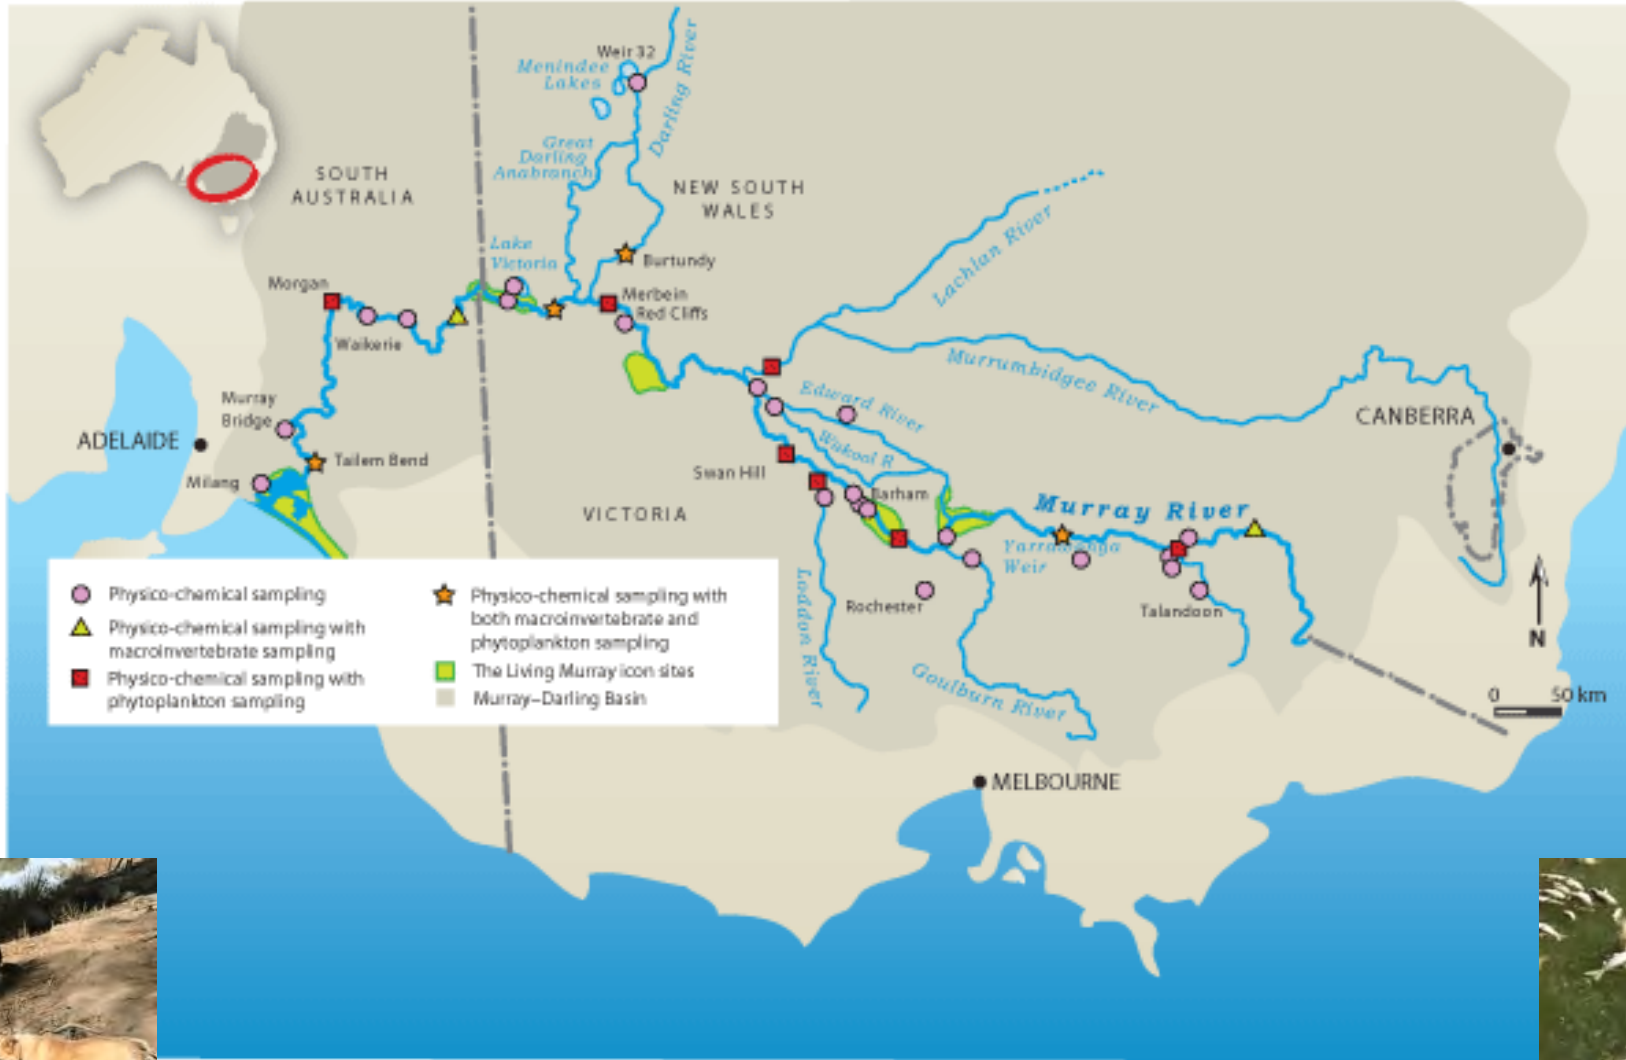 Weir 32
Menindee
Lakes
Darling River
Great
Darling
Anabranch
SOUTH
AUSTRALIA
NEW SOUTH
WALES
Lachlan River
Lake
Victoria
Burtundy
Morgan
Merbein
Red Cliffs
Waikerie
Murrumbidgee River
Edward River
Murray
Bridge
CANBERRA
ADELAIDE
Wakool R
Tailem Bend
Swan Hill
Milang
Barham
Murray River
VICTORIA
Yarrawonga
Weir
Rochester
Talandoon
Loddon River
Goulburn River
N
0 50 km
Physico-chemical sampling
Physico-chemical sampling with
macroinvertebrate sampling
Physico-chemical sampling with
phytoplankton sampling
Physico-chemical sampling with
both macroinvertebrate and
phytoplankton sampling
The Living Murray icon sites
Murray–Darling Basin
MELBOURNE